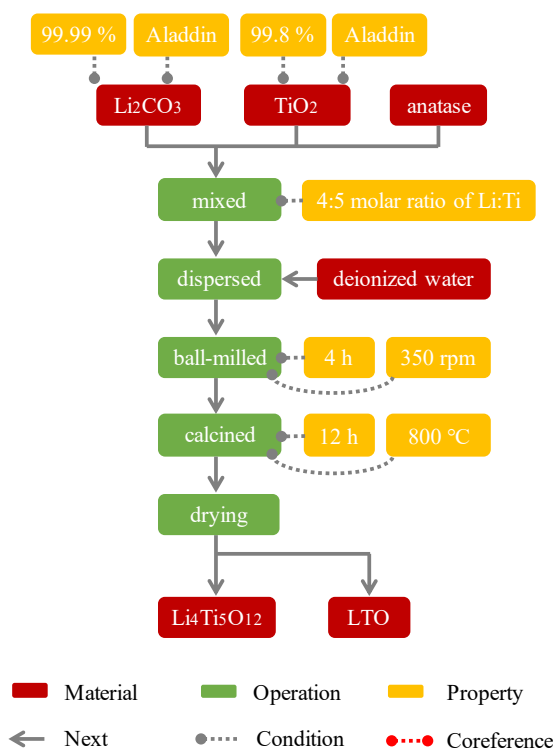 99.99 % Aladdin 99.8 % Aladdin
Li2CO3 TiO2 anatase
mixed 4:5 molar ratio of Li:Ti
dispersed deionized water
ball-milled 4 h 350 rpm
calcined 12 h 800 ℃
drying
Li4Ti5O12 LTO
Material Operation Property
Next Condition Coreference